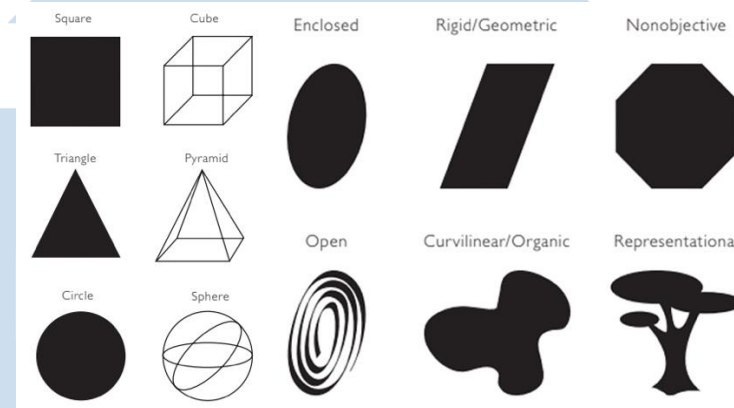 Square
Cube
Enclosed
Rigid/Geometric
Nonobjective
Triangle
Pyramid
Open
Curvilinear/Organic
Representationa
Circle
Sphere